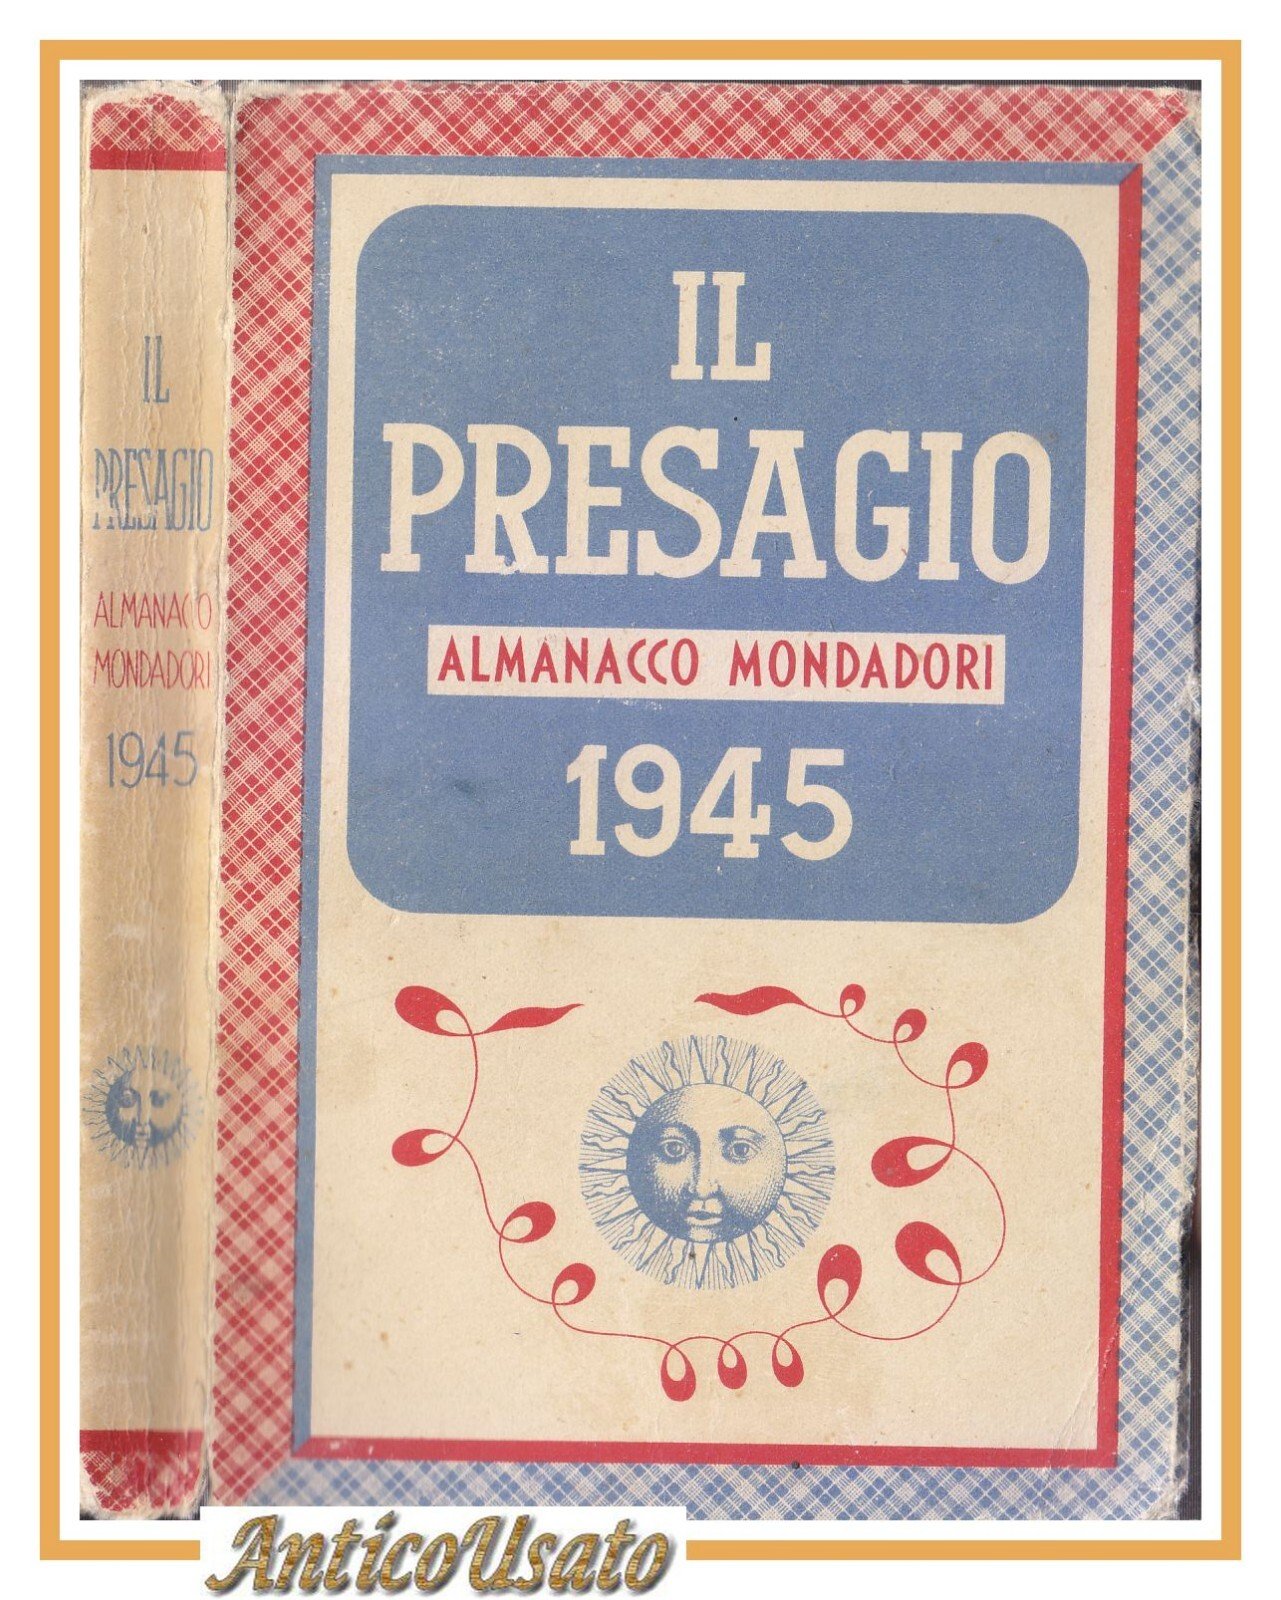 IL
PRESAGIO
ALMANACCO
MONDADORI
1945
IL
PRESAGIO
ALMANACCO MONDADORI
1945
AnticoUsato